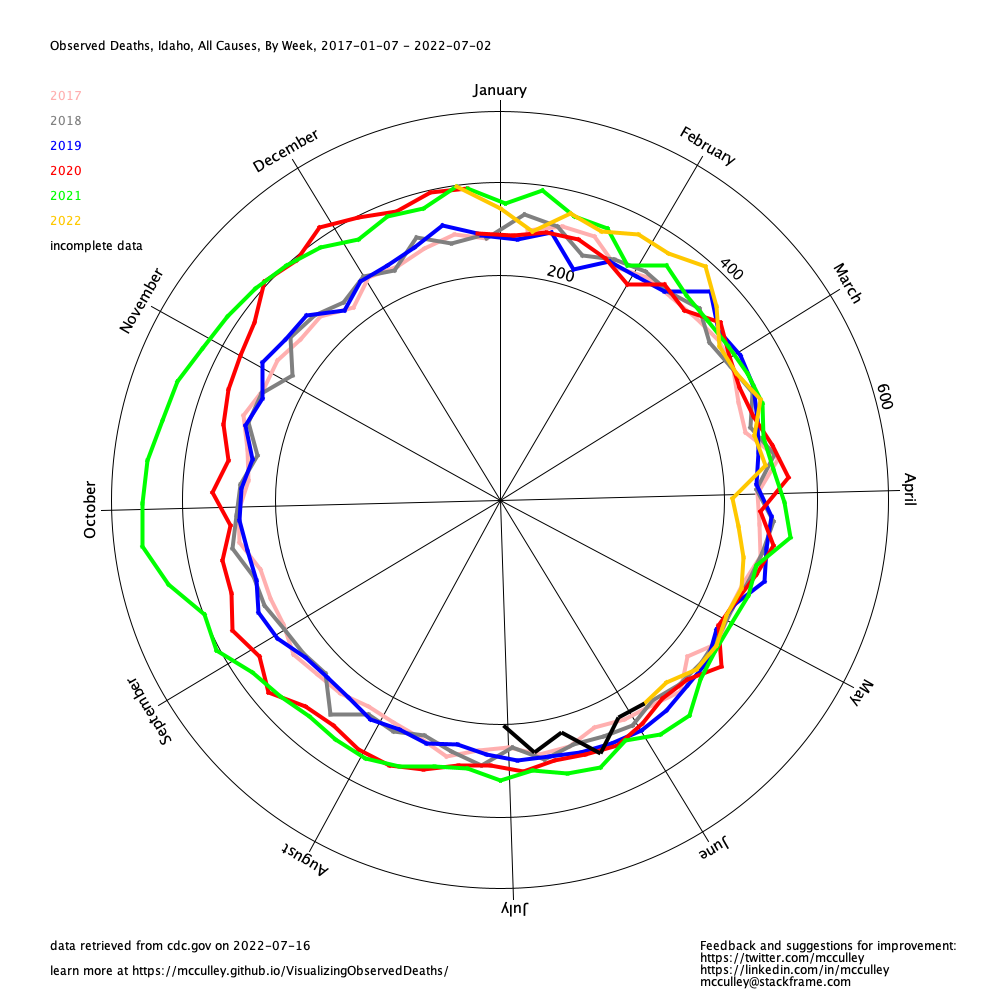 Observed Deaths, Idaho, All Causes, By Week, 2017-01-07 - 2022-07-02
2017
2018
2019
2020
2021
2022
incomplete data
January
February
March
April
May
June
July
August
September
October
November
December
200
400
600
data retrieved from cdc.gov on 2022-07-16
learn more at https://mcculley.github.io/VisualizingObservedDeaths/
Feedback and suggestions for improvement:
https://twitter.com/mcculley
https://linkedin.com/in/mcculley
mcculley@stackframe.com